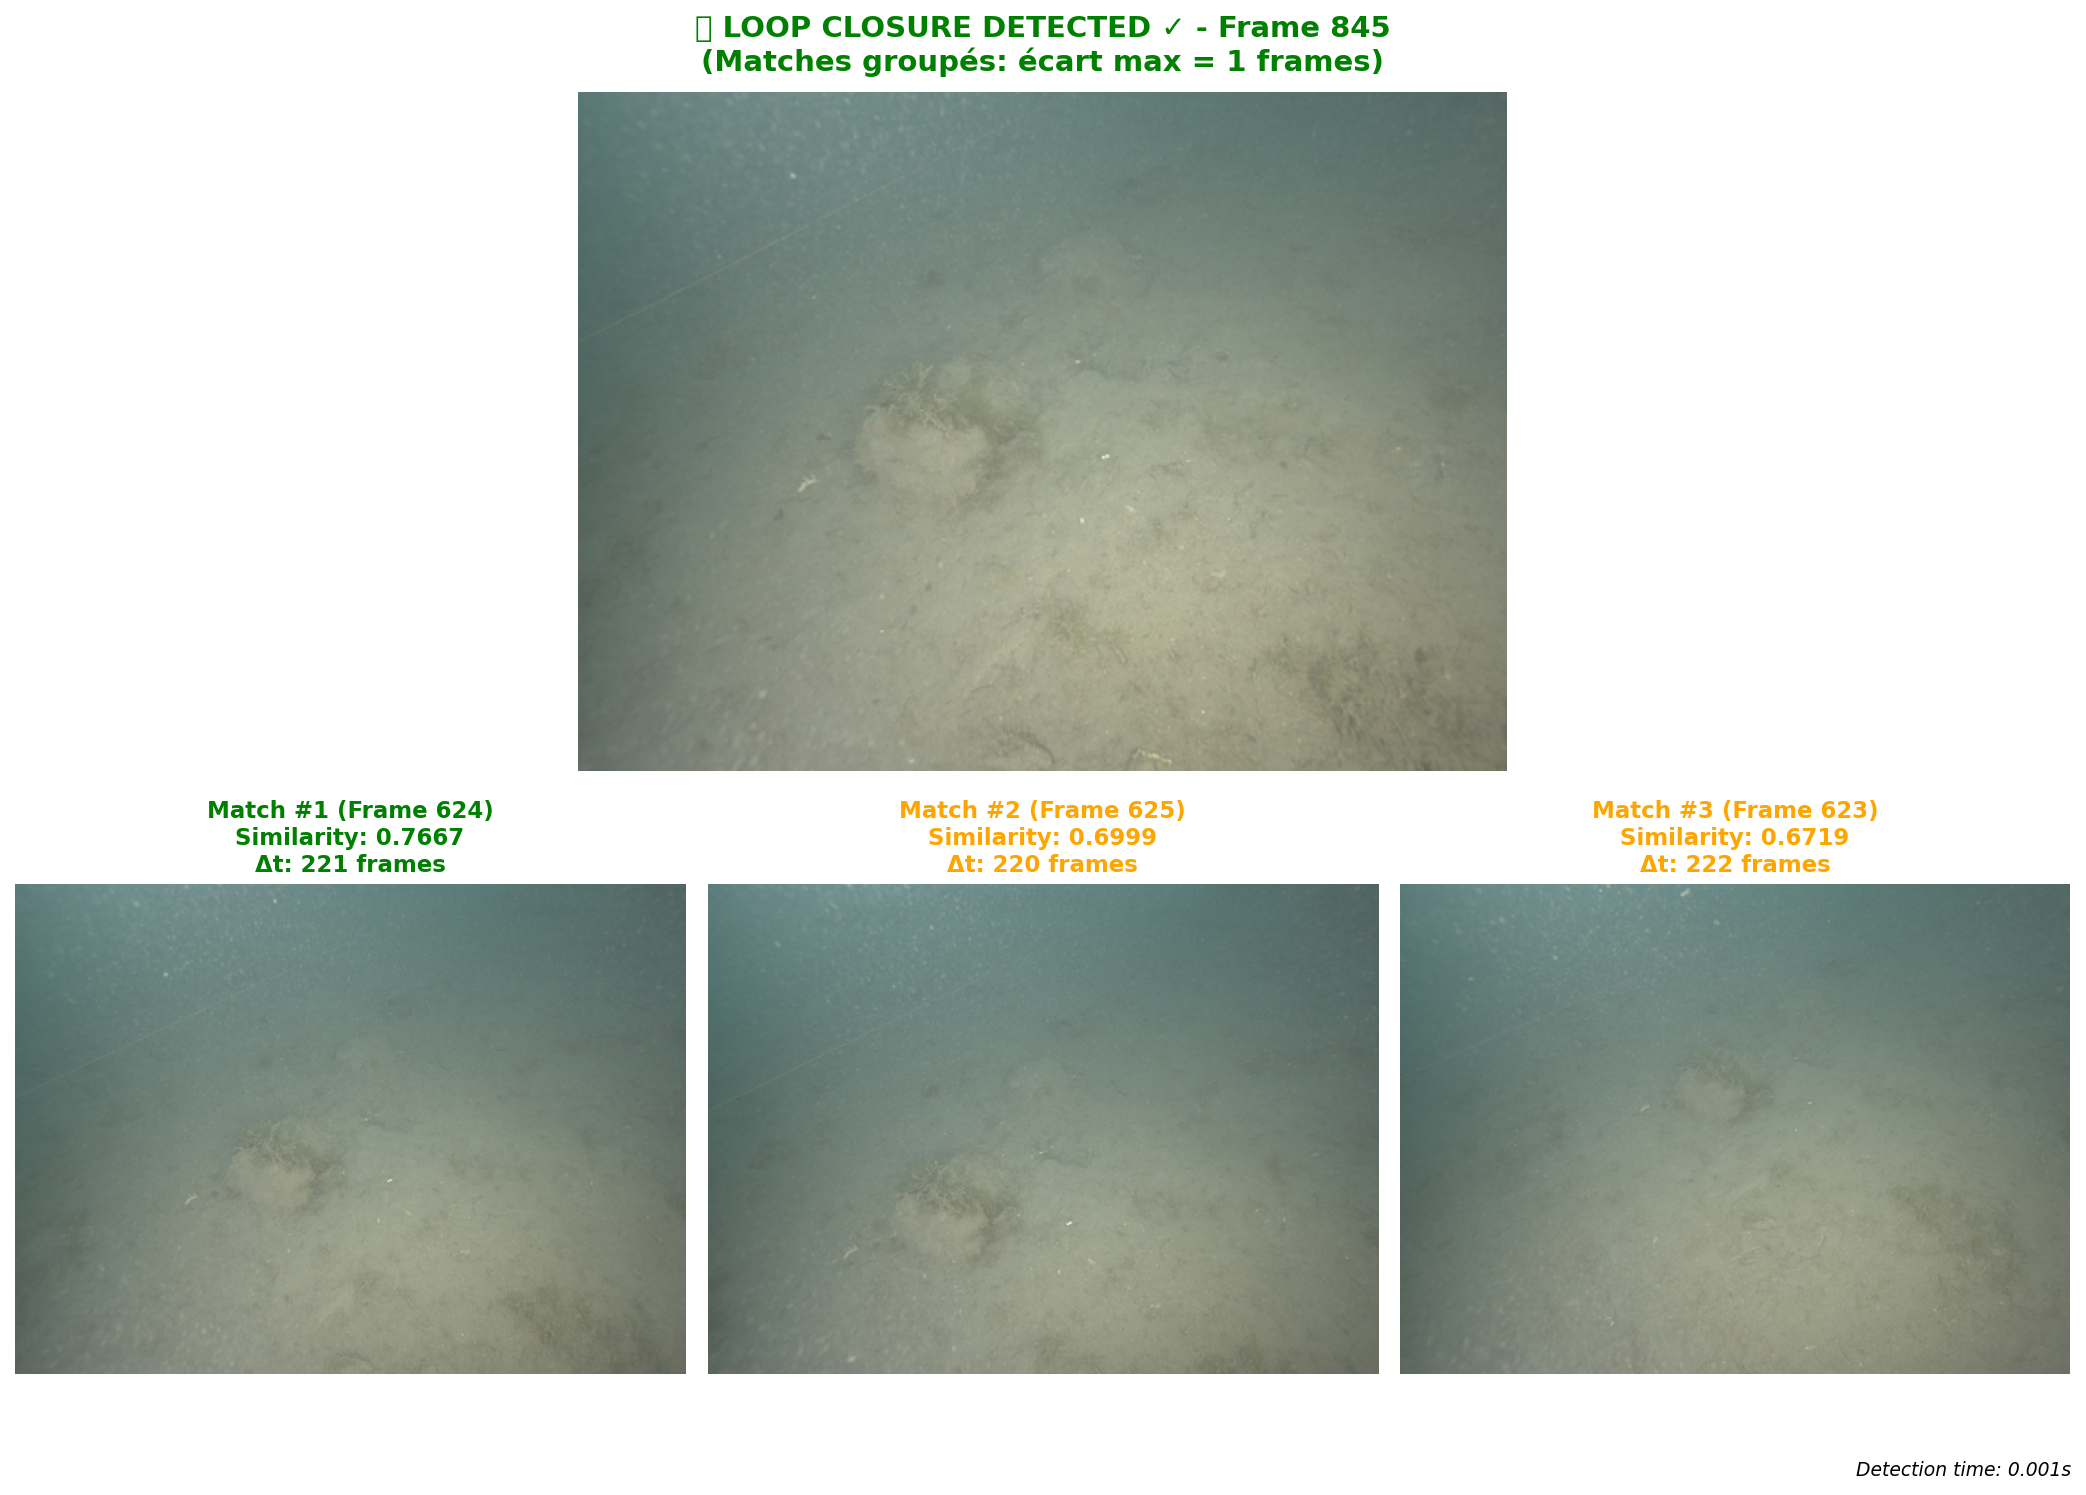 LOOP CLOSURE DETECTED ✓ - Frame 845
(Matches groupés: écart max = 1 frames)
Match #1 (Frame 624)
Similarity: 0.7667
Δt: 221 frames
Match #2 (Frame 625)
Similarity: 0.6999
Δt: 220 frames
Match #3 (Frame 623)
Similarity: 0.6719
Δt: 222 frames
Detection time: 0.001s